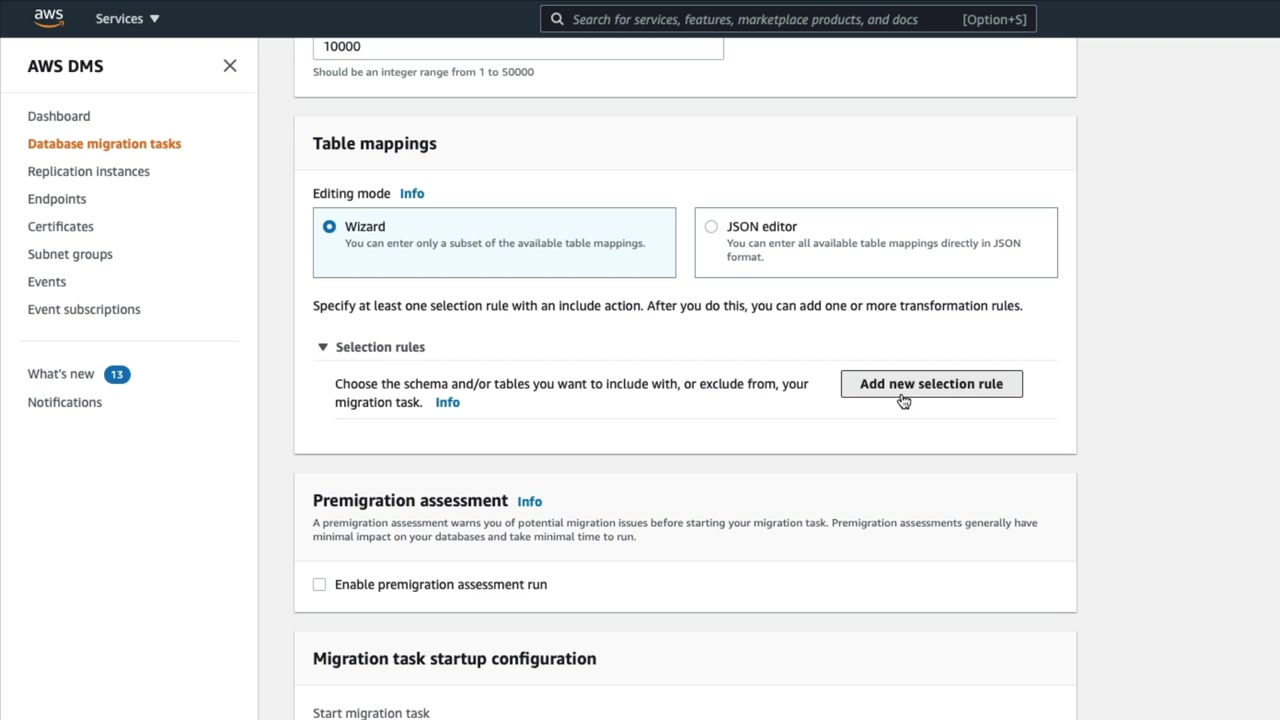 aws
Services ▼
Search for services, features, marketplace products, and docs
[Option+S]
AWS DMS
Dashboard
Database migration tasks
Replication instances
Endpoints
Certificates
Subnet groups
Events
Event subscriptions
What's new 13
Notifications
10000
Should be an integer range from 1 to 50000
Table mappings
Editing mode Info
Wizard
You can enter only a subset of the available table mappings.
JSON editor
You can enter all available table mappings directly in JSON
format.
Specify at least one selection rule with an include action. After you do this, you can add one or more transformation rules.
▼ Selection rules
Choose the schema and/or tables you want to include with, or exclude from, your
migration task. Info
Add new selection rule
Premigration assessment Info
A premigration assessment warns you of potential migration issues before starting your migration task. Premigration assessments generally have
minimal impact on your databases and take minimal time to run.
Enable premigration assessment run
Migration task startup configuration
Start migration task